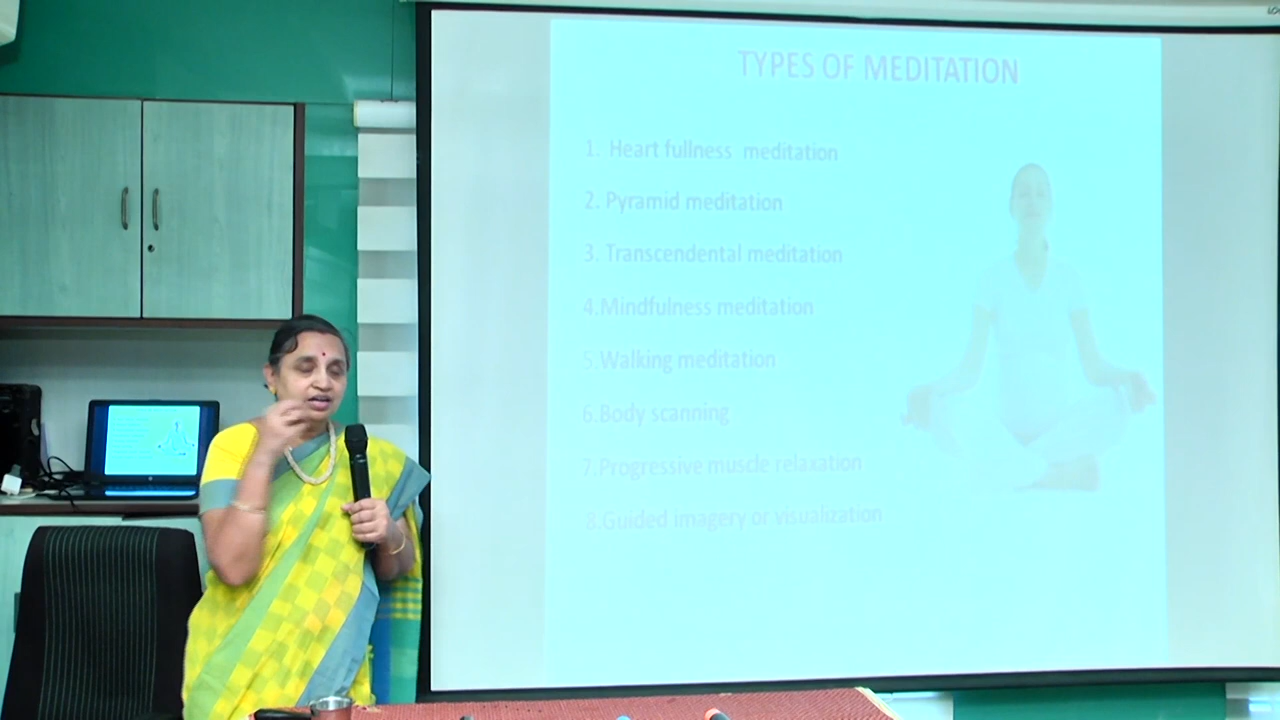 TYPES OF MEDITATION
1. Heart fullness meditation
2. Pyramid meditation
3. Transcendental meditation
4.Mindfulness meditation
5.Walking meditation
6.Body scanning
7.Progressive muscle relaxation
8.Guided imagery or visualization